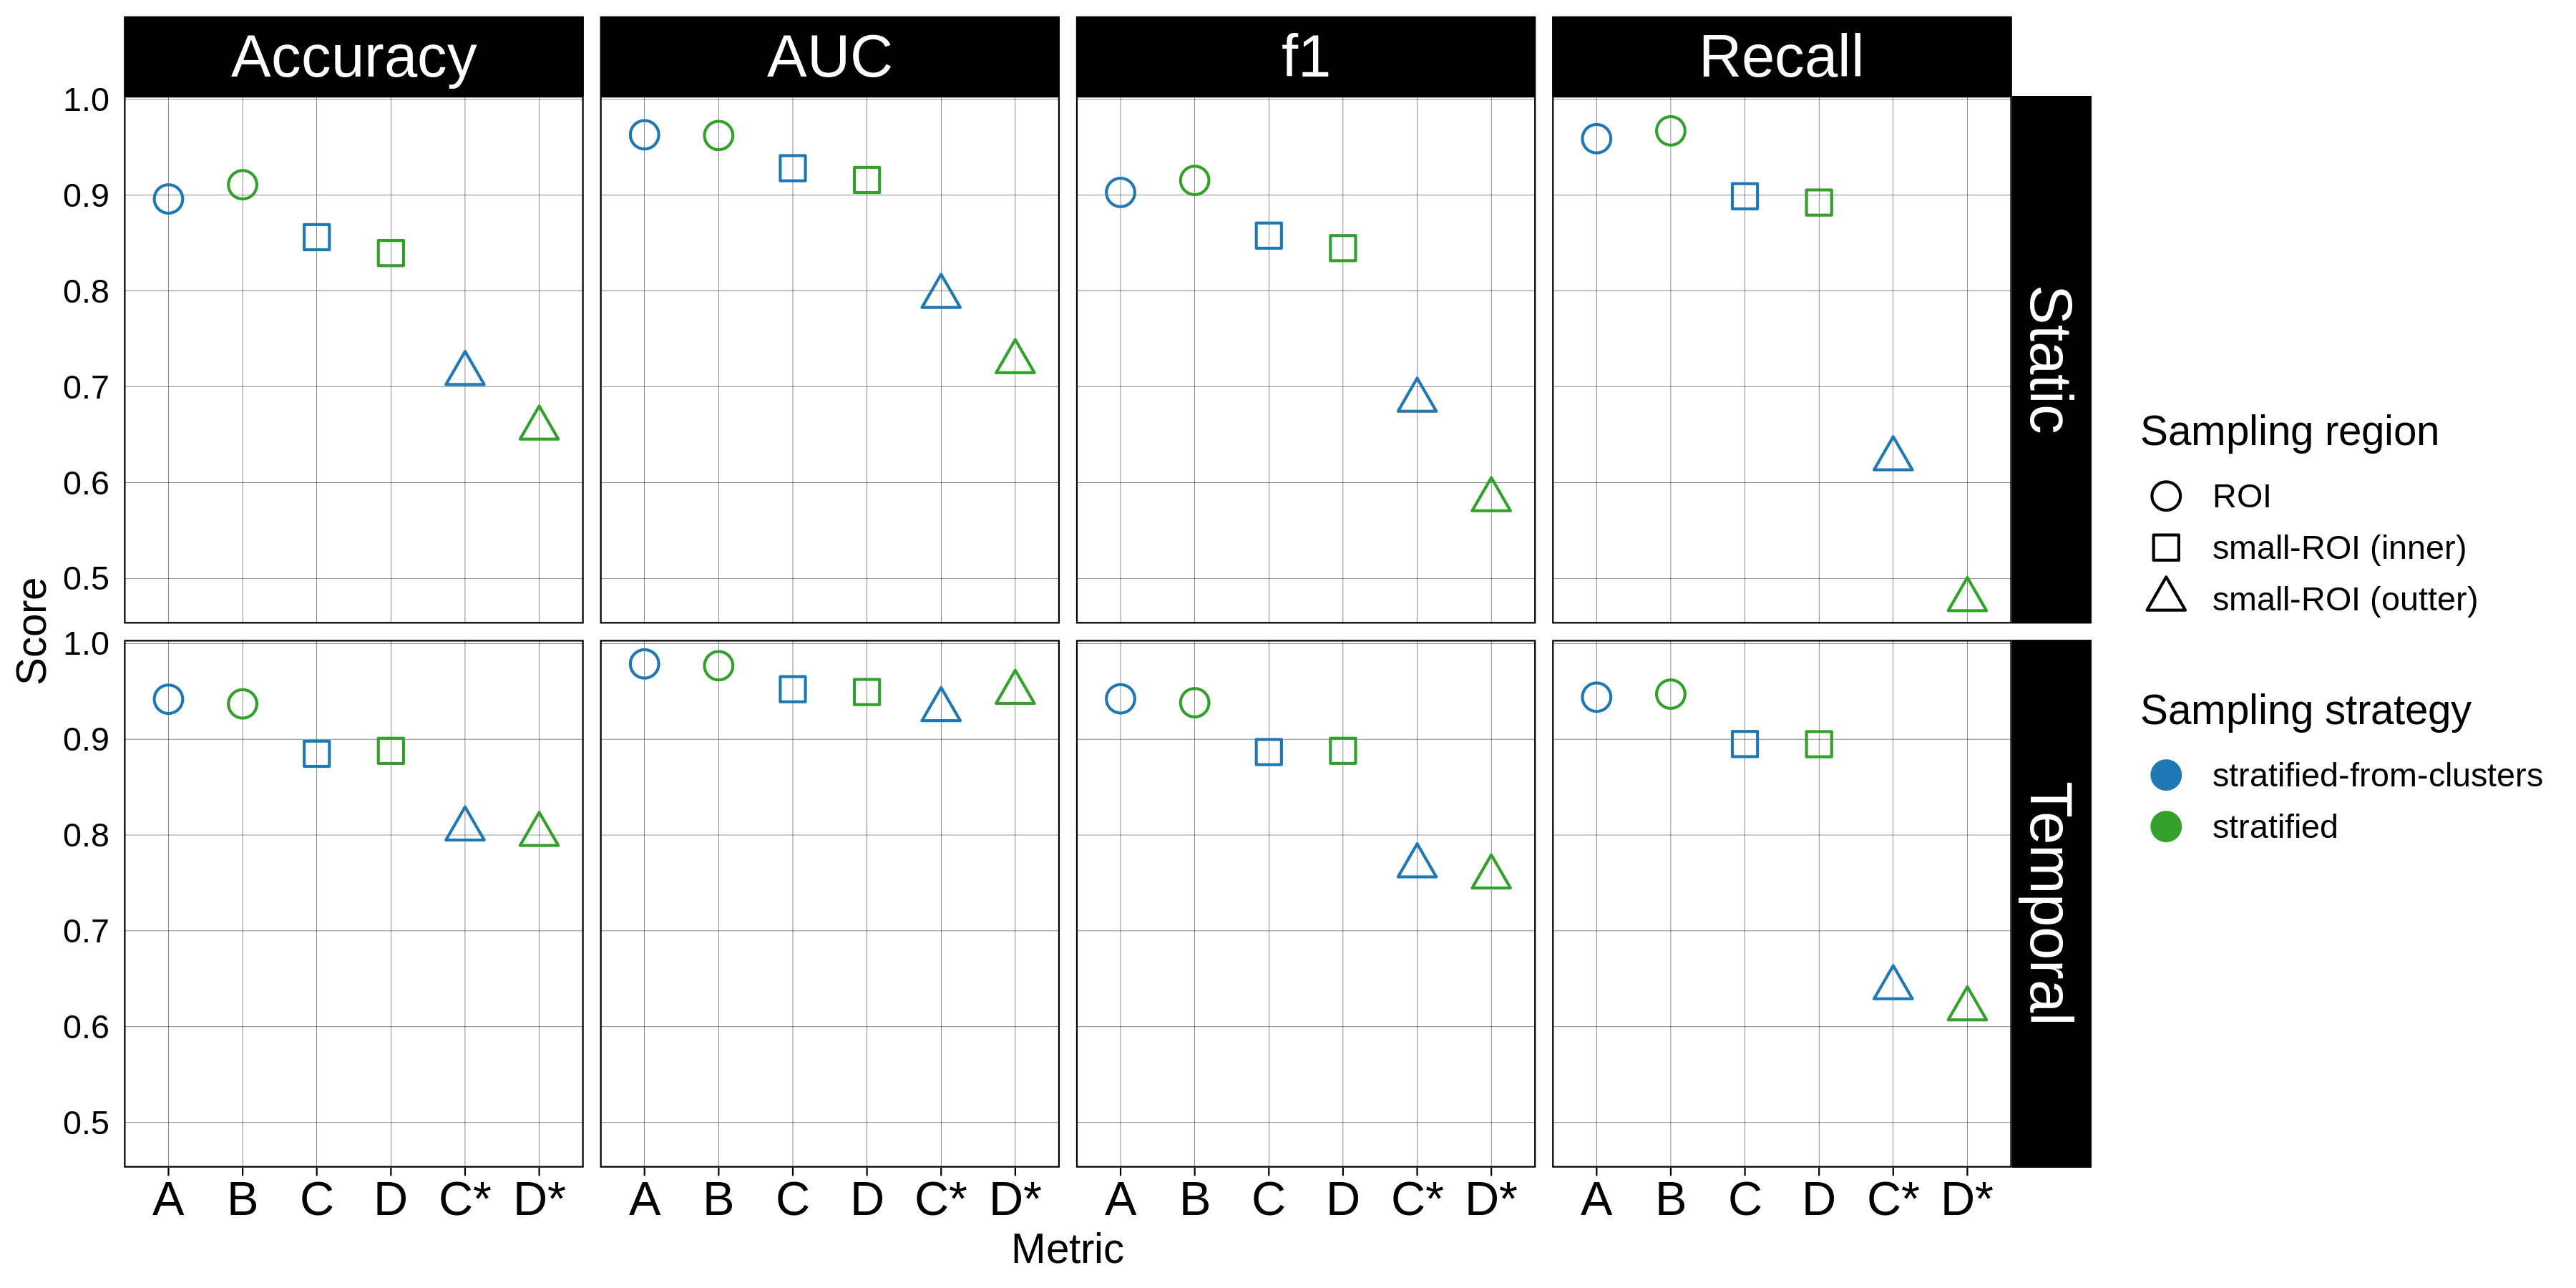 Accuracy AUC f1 Recall
1.0
0.9
0.8
0.7
0.6
0.5
Static
Score
1.0
0.9
0.8
0.7
0.6
0.5
Temporal
A B C D C* D* A B C D C* D* A B C D C* D* A B C D C* D*
Metric
Sampling region
ROI
small-ROI (inner)
small-ROI (outter)
Sampling strategy
stratified-from-clusters
stratified